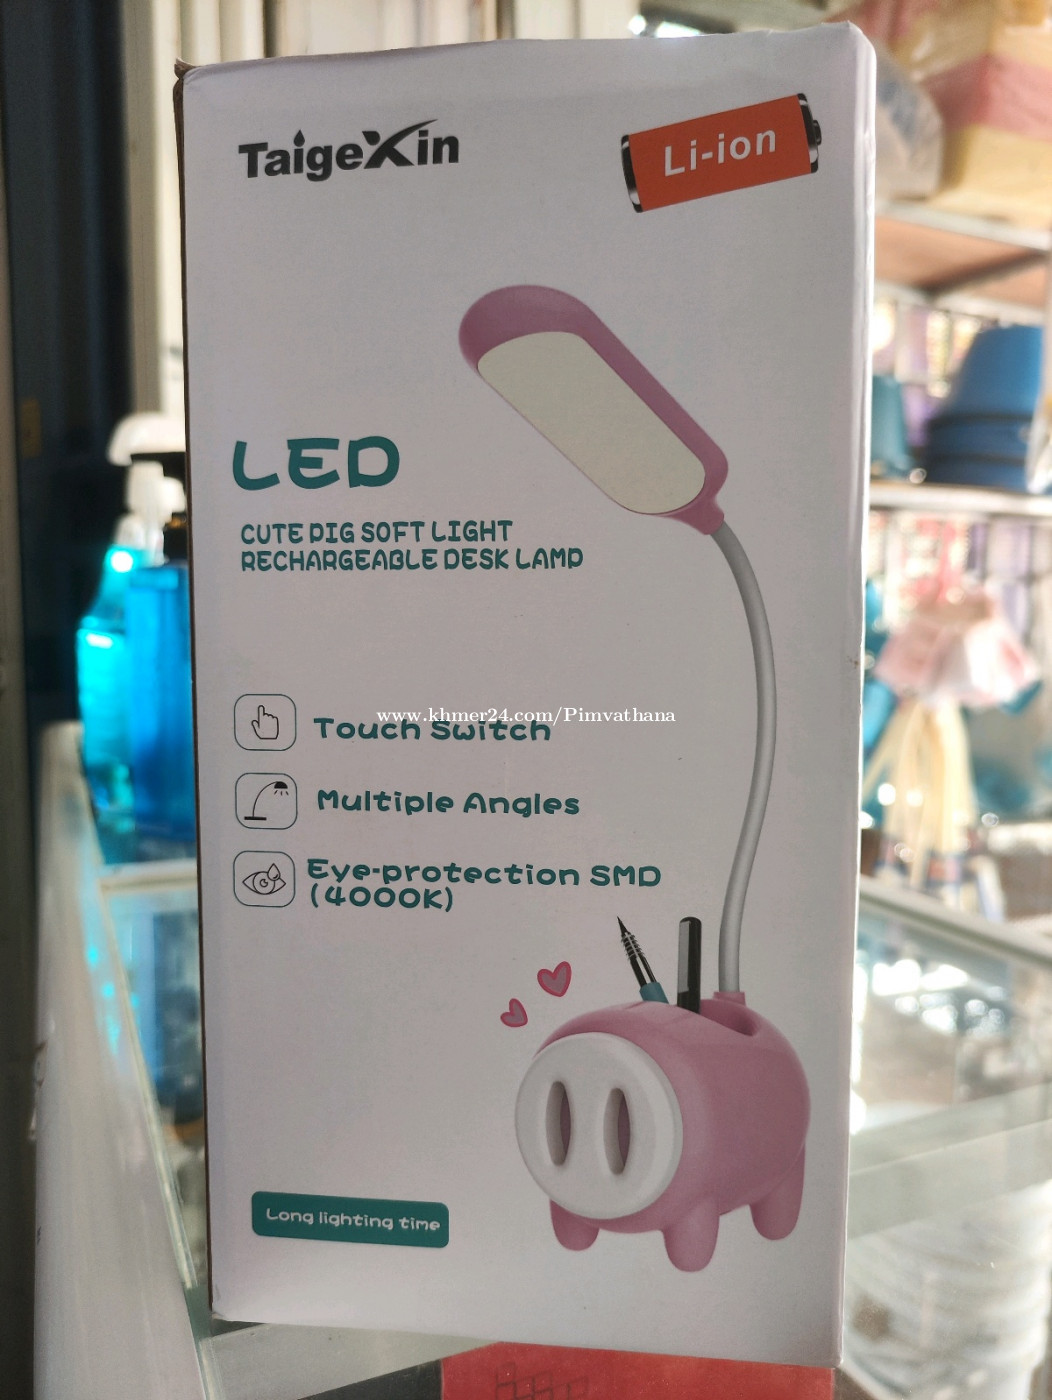 TaigeXin
Li-ion
LED
CUTE PIG SOFT LIGHT
RECHARGEABLE DESK LAMP
www.khmer24.com/Pimvathana
Touch Switch
Multiple Angles
Eye-protection SMD
(4000K)
Long lighting time